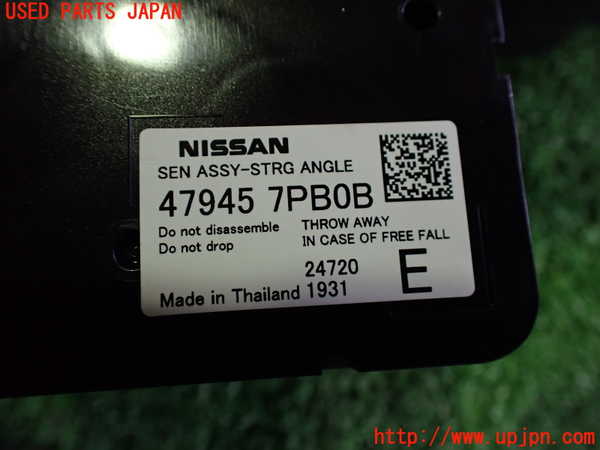 USED PARTS JAPAN
NISSAN
SEN ASSY-STRG ANGLE
47945 7PB0B
Do not disassemble
Do not drop
THROW AWAY
IN CASE OF FREE FALL
24720
E
Made in Thailand 1931
http://www.upjpn.com/